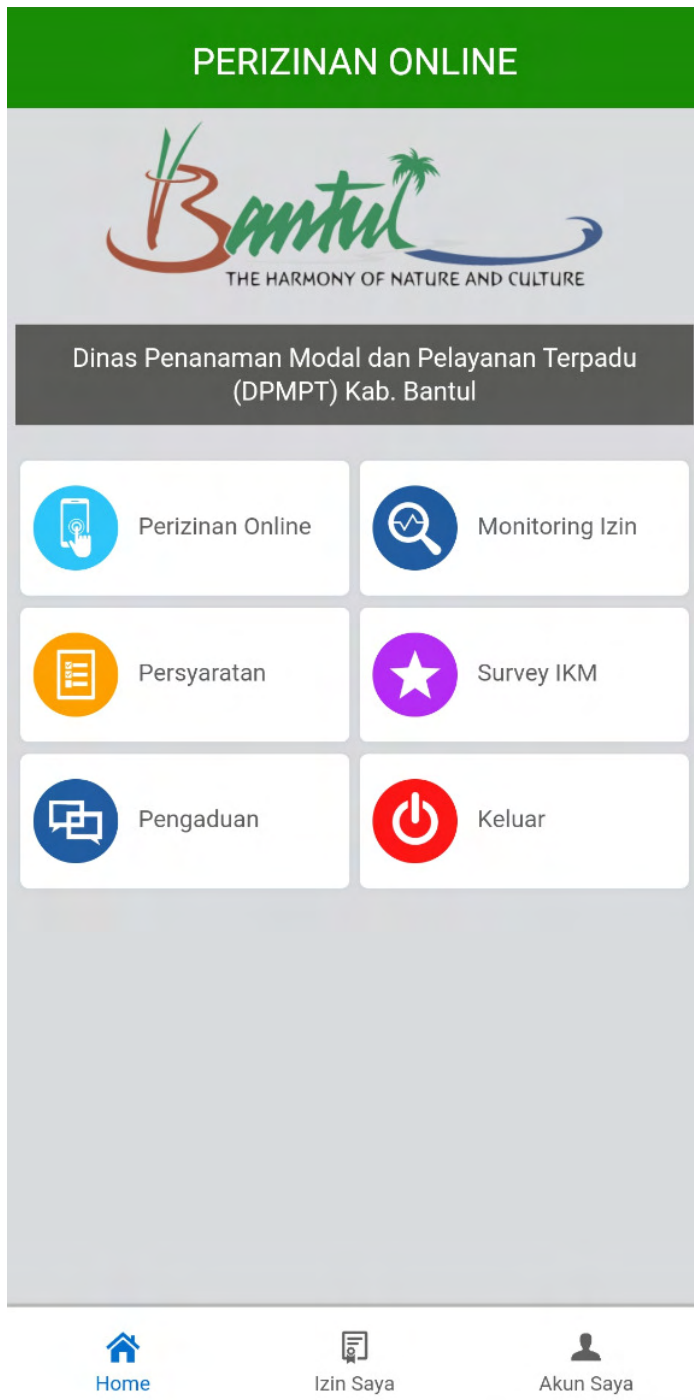 PERIZINAN ONLINE
Bantul
THE HARMONY OF NATURE AND CULTURE
Dinas Penanaman Modal dan Pelayanan Terpadu
(DPMPT) Kab. Bantul
Perizinan Online
Monitoring Izin
Persyaratan
Survey IKM
Pengaduan
Keluar
Home
Izin Saya
Akun Saya